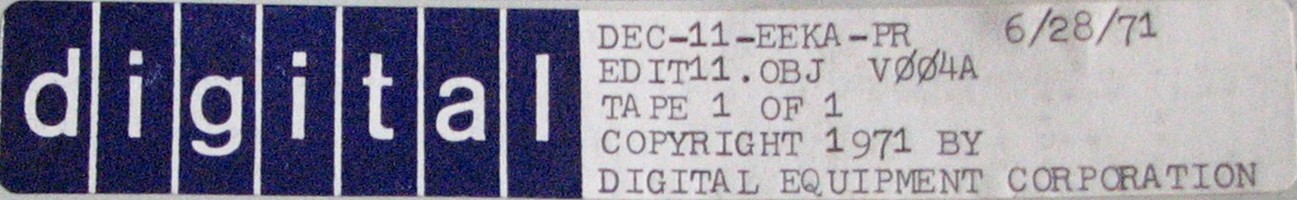 digital
DEC-11-EEKA-PR 6/28/71
EDIT11.OBJ VØØ4A
TAPE 1 OF 1
COPYRIGHT 1971 BY
DIGITAL EQUIPMENT CORPORATION